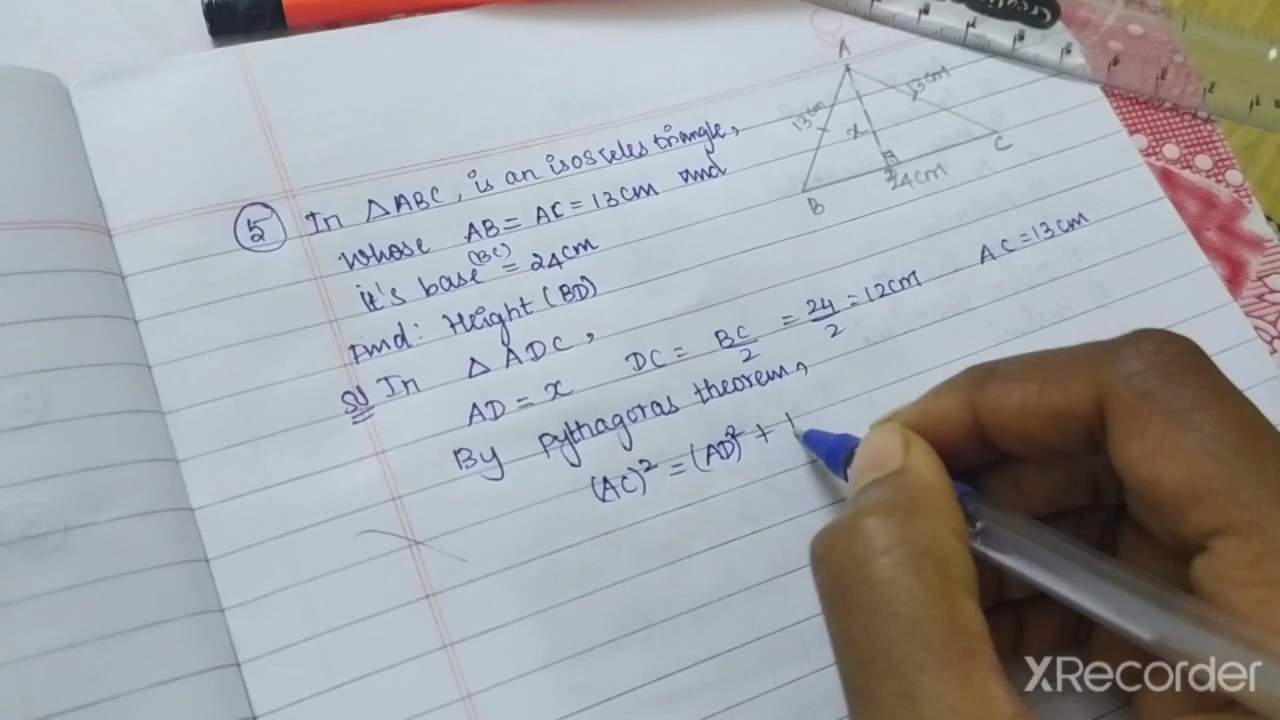 A
13cm
13cm
x
C
24cm
B
5 In △ABC, is an isosceles triangle,
whose AB = AC = 13cm and
it's base (BC) = 24cm
Find: Height (BD)
In △ADC,
AD = x DC = BC/2 = 24/2 = 12cm AC = 13cm
By pythagoras theorem,
(AC)² = (AD)² +
XRecorder